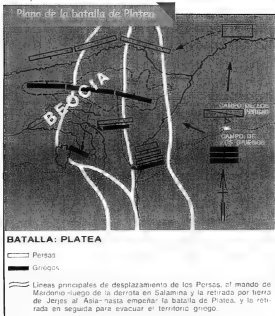 Plano de la batalla de Platea
BEOCIA
CAMPO DE LOS
PERSAS
CAMPO DE
LOS GRIEGOS
BATALLA: PLATEA
Persas
Griegos
Líneas principales de desplazamiento de los Persas, al mando de
Mardonio -luego de la derrota en Salamina y la retirada por tierra
de Jerjes al Asia- hasta empeñar la batalla de Platea, y la reti-
rada en seguida para evacuar el territorio griego.